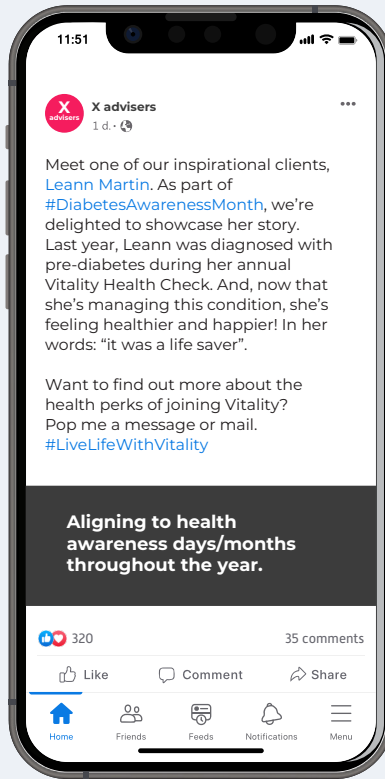 11:51
X
advisers
X advisers
1 d.
Meet one of our inspirational clients,
Leann Martin. As part of
#DiabetesAwarenessMonth, we’re
delighted to showcase her story.
Last year, Leann was diagnosed with
pre-diabetes during her annual
Vitality Health Check. And, now that
she’s managing this condition, she’s
feeling healthier and happier! In her
words: “it was a life saver”.
Want to find out more about the
health perks of joining Vitality?
Pop me a message or mail.
#LiveLifeWithVitality
Aligning to health
awareness days/months
throughout the year.
320 35 comments
Like Comment Share
Home Friends Feeds Notifications Menu